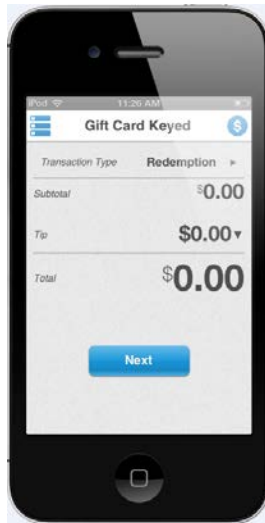 iPod 11:26 AM
Gift Card Keyed $
Transaction Type Redemption
Subtotal $0.00
Tip $0.00
Total $0.00
Next